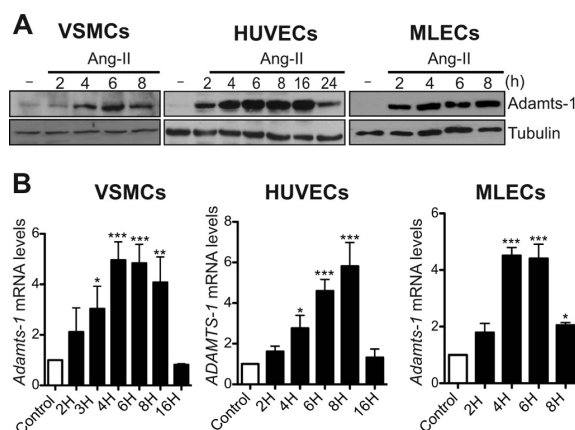 A
VSMCs
HUVECs
MLECs
Ang-II
Ang-II
Ang-II
– 2 4 6 8
– 2 4 6 8 16 24
– 2 4 6 8 (h)
Adamts-1
Tubulin
B
VSMCs
HUVECs
MLECs
Adamts-1 mRNA levels
6
4
2
0
*
***
***
**
Control
2H
3H
4H
6H
8H
16H
ADAMTS-1 mRNA levels
8
6
4
2
0
*
***
***
Control
2H
4H
6H
8H
16H
Adamts-1 mRNA levels
6
4
2
0
***
***
*
Control
2H
4H
6H
8H